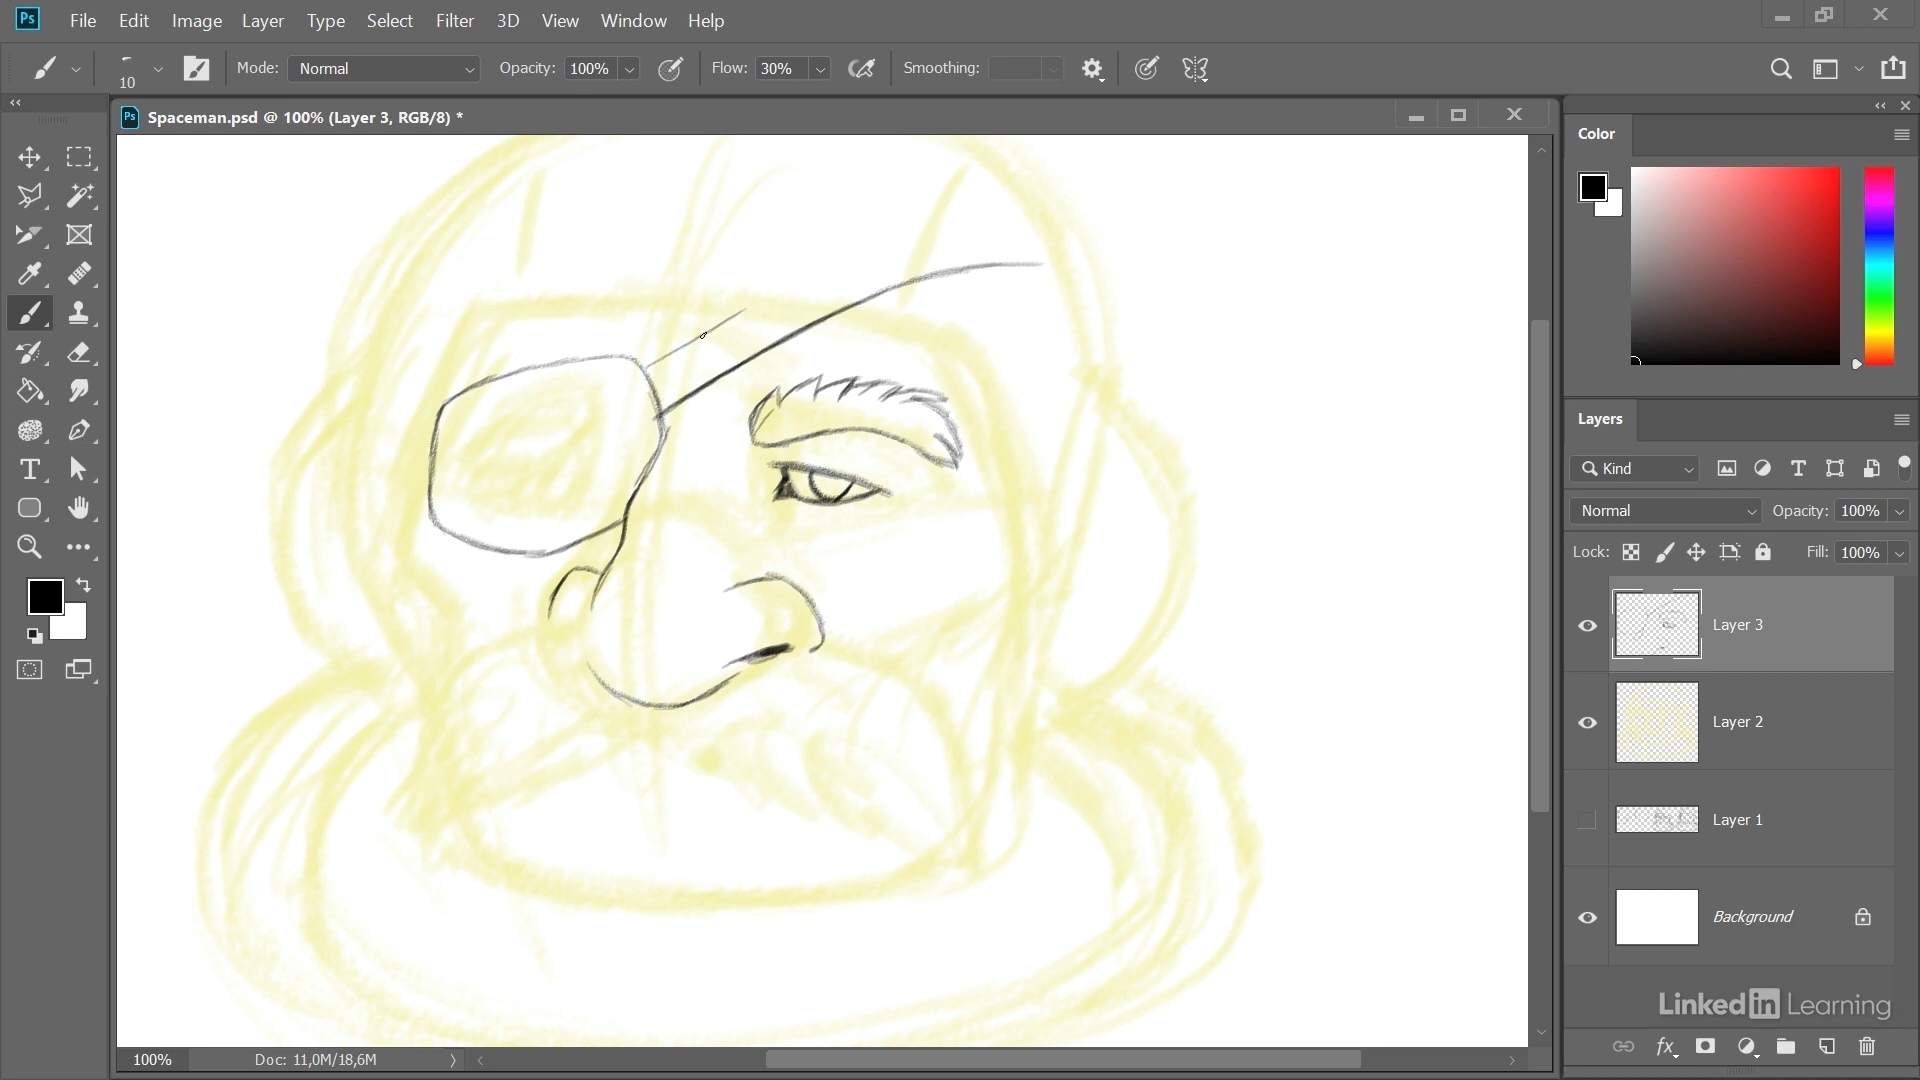 Ps File Edit Image Layer Type Select Filter 3D View Window Help
10 Mode: Normal Opacity: 100% Flow: 30% Smoothing:
Ps Spaceman.psd @ 100% (Layer 3, RGB/8) *
Color
Layers
Kind
Normal Opacity: 100%
Lock: Fill: 100%
Layer 3
Layer 2
Layer 1
Background
LinkedIn Learning
fx
100% Doc: 11,0M/18,6M